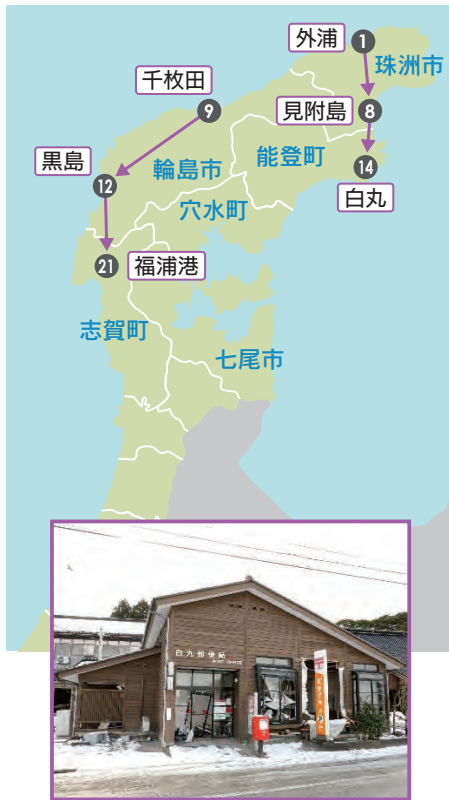 外浦
1
珠洲市
千枚田
9
見附島
8
能登町
輪島市
黒島
12
14
穴水町
白丸
21
福浦港
志賀町
七尾市
白丸郵便局
POST OFFICE